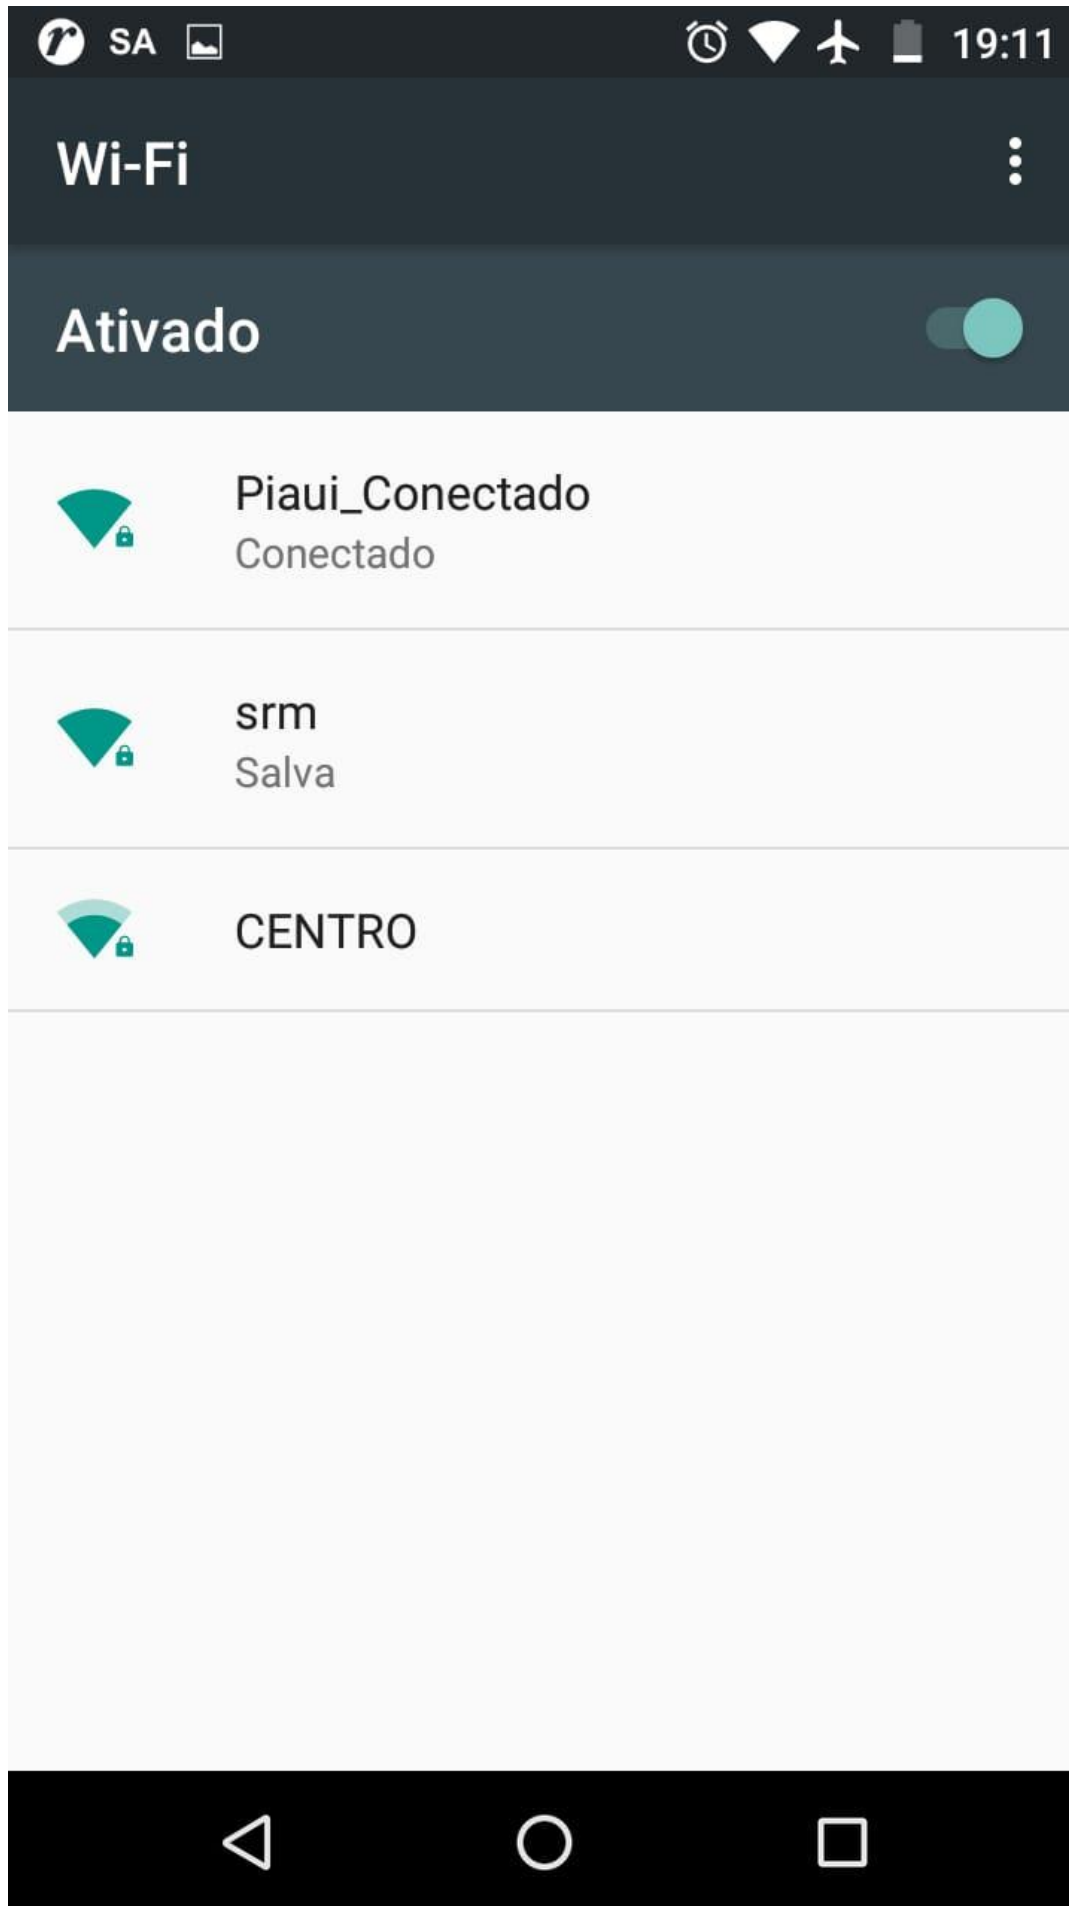 r SA 19:11
Wi-Fi
Ativado
Piaui_Conectado
Conectado
srm
Salva
CENTRO